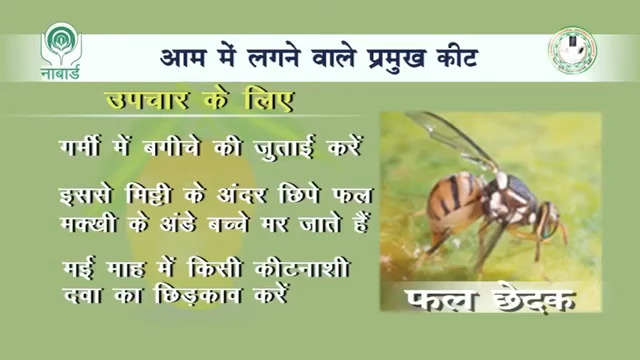 आम में लगने वाले प्रमुख कीट
नाबार्ड
उपचार के लिए
गर्मी में बगीचे की जुताई करें
इससे मिट्टी के अंदर छिपे फल
मक्खी के अंडे बच्चे मर जाते हैं
मई माह में किसी कीटनाशी
दवा का छिड़काव करें
फल छेदक